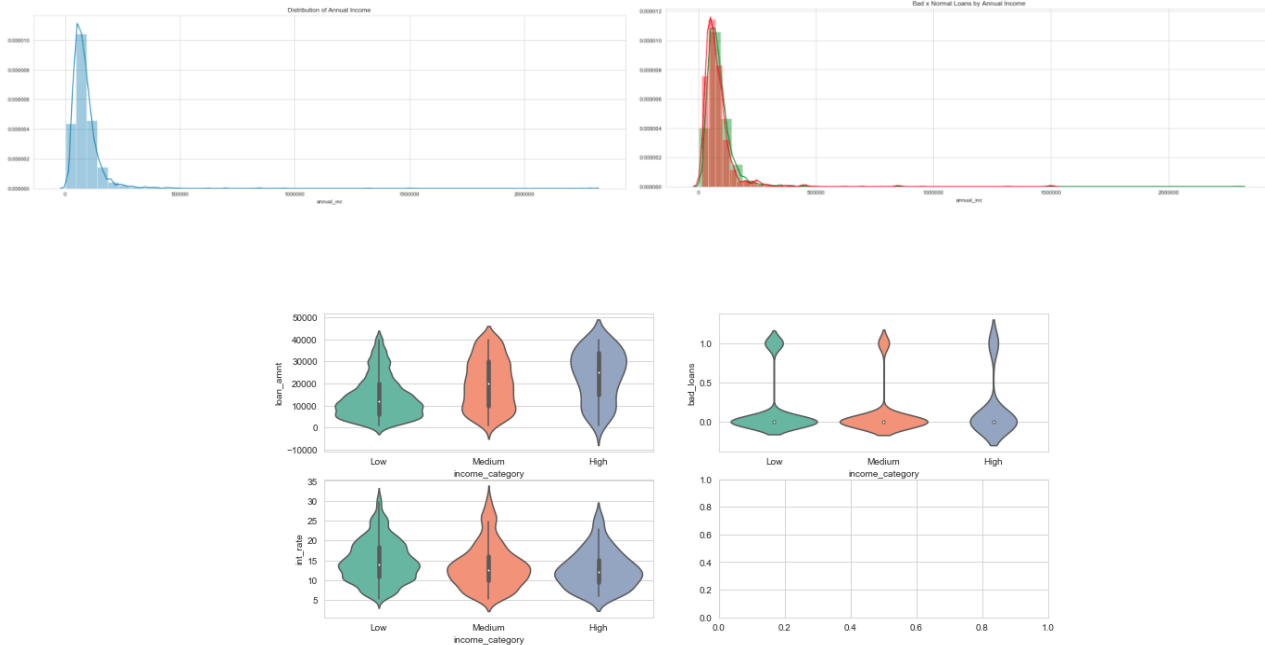 Distribution of Annual Income
0.000010
0.000008
0.000006
0.000004
0.000002
0.000000
0 500000 1000000 1500000 2000000
annual_inc
Bad x Normal Loans by Annual Income
0.000012
0.000010
0.000008
0.000006
0.000004
0.000002
0.000000
0 500000 1000000 1500000 2000000
annual_inc
50000
40000
30000
20000
10000
0
−10000
loan_amnt
Low Medium High
income_category
1.0
0.5
0.0
bad_loans
Low Medium High
income_category
35
30
25
20
15
10
5
int_rate
Low Medium High
income_category
1.0
0.8
0.6
0.4
0.2
0.0
0.0 0.2 0.4 0.6 0.8 1.0